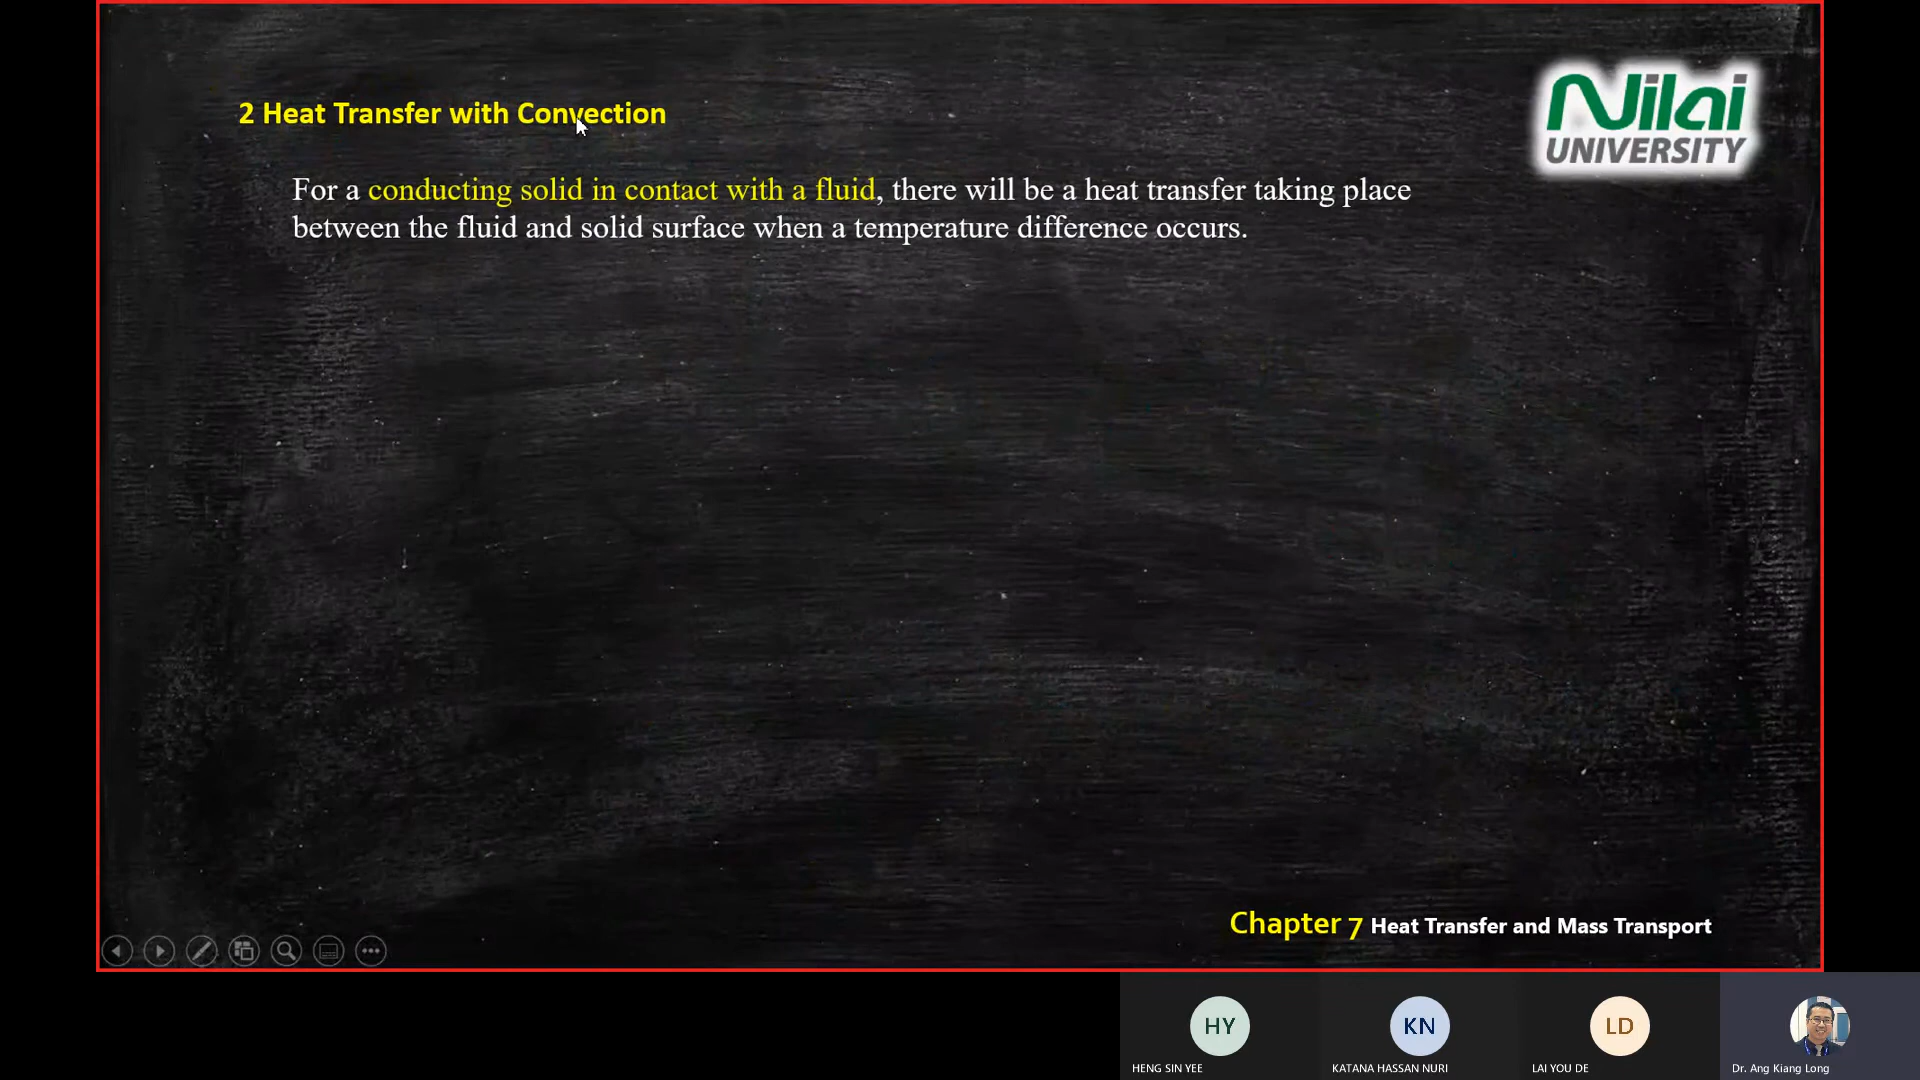 2 Heat Transfer with Convection
Nilai
UNIVERSITY
For a conducting solid in contact with a fluid, there will be a heat transfer taking place
between the fluid and solid surface when a temperature difference occurs.
Chapter 7 Heat Transfer and Mass Transport
HY
KN
LD
HENG SIN YEE
KATANA HASSAN NURI
LAI YOU DE
Dr. Ang Kiang Long